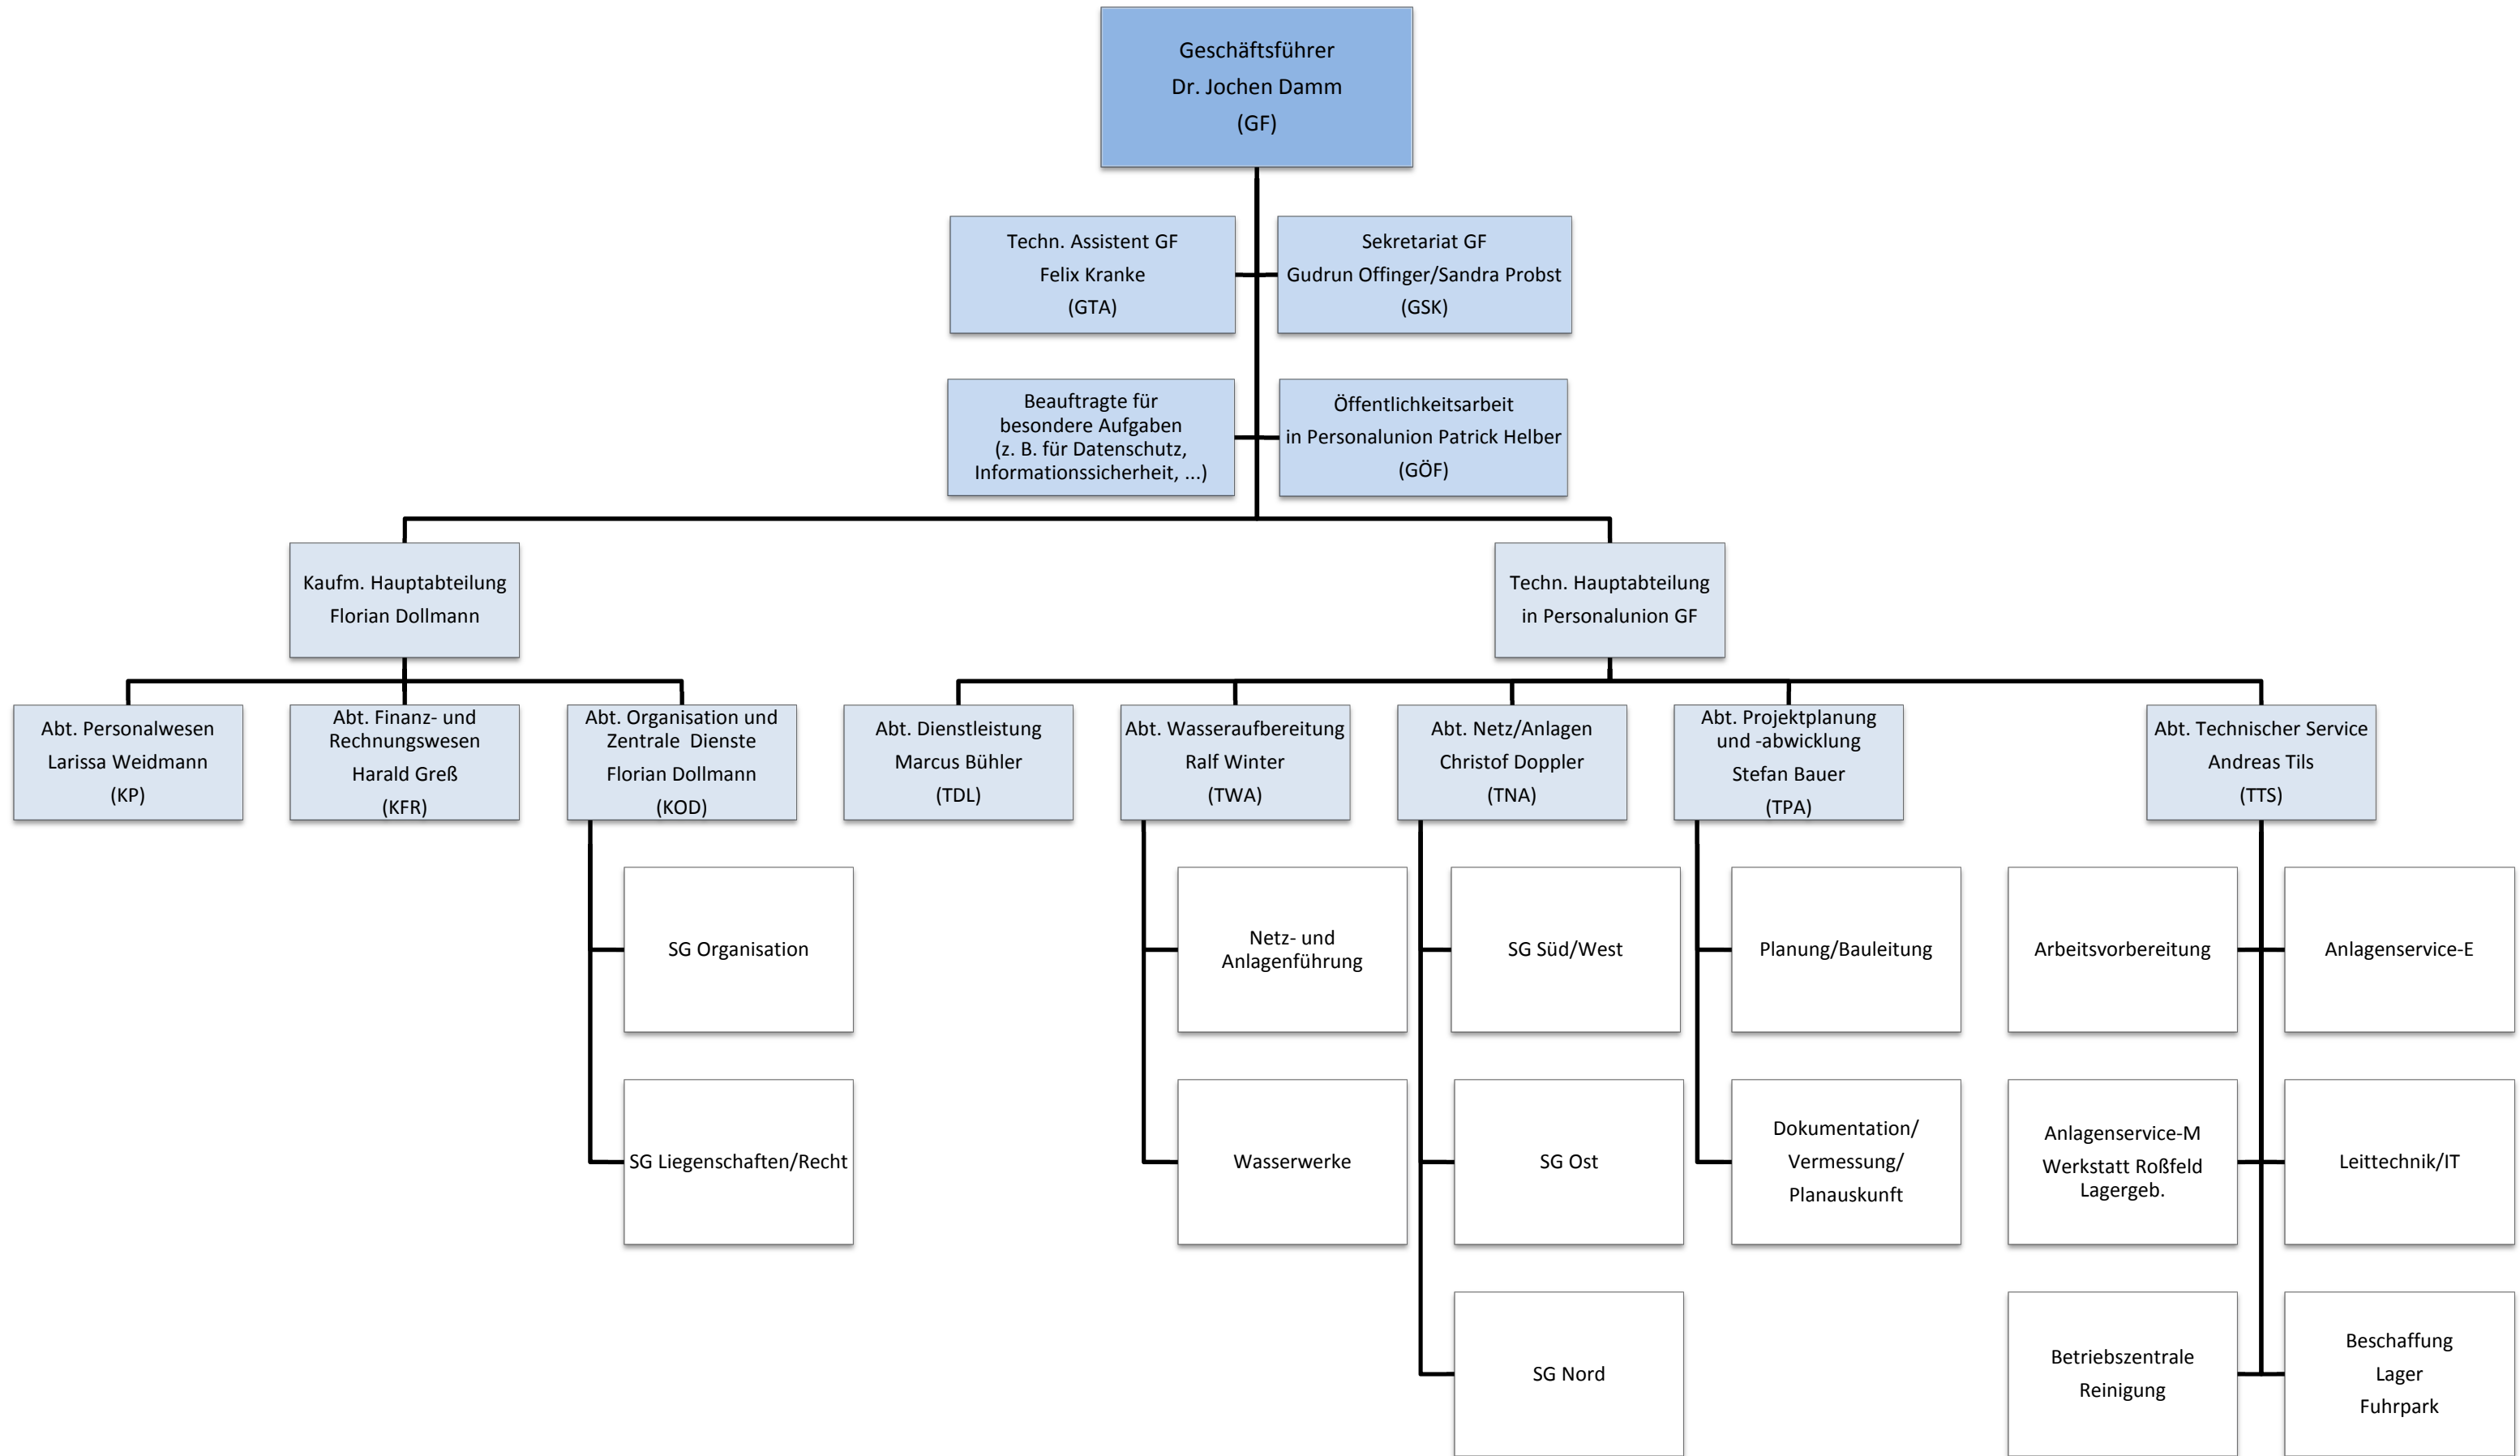 Geschäftsführer
Dr. Jochen Damm
(GF)
Techn. Assistent GF
Felix Kranke
(GTA)
Sekretariat GF
Gudrun Offinger/Sandra Probst
(GSK)
Beauftragte für
besondere Aufgaben
(z. B. für Datenschutz,
Informationssicherheit, ...)
Öffentlichkeitsarbeit
in Personalunion Patrick Helber
(GÖF)
Kaufm. Hauptabteilung
Florian Dollmann
Techn. Hauptabteilung
in Personalunion GF
Abt. Personalwesen
Larissa Weidmann
(KP)
Abt. Finanz- und
Rechnungswesen
Harald Greß
(KFR)
Abt. Organisation und
Zentrale Dienste
Florian Dollmann
(KOD)
Abt. Dienstleistung
Marcus Bühler
(TDL)
Abt. Wasseraufbereitung
Ralf Winter
(TWA)
Abt. Netz/Anlagen
Christof Doppler
(TNA)
Abt. Projektplanung
und -abwicklung
Stefan Bauer
(TPA)
Abt. Technischer Service
Andreas Tils
(TTS)
SG Organisation
Netz- und
Anlagenführung
SG Süd/West
Planung/Bauleitung
Arbeitsvorbereitung
Anlagenservice-E
SG Liegenschaften/Recht
Wasserwerke
SG Ost
Dokumentation/
Vermessung/
Planauskunft
Anlagenservice-M
Werkstatt Roßfeld
Lagergeb.
Leittechnik/IT
SG Nord
Betriebszentrale
Reinigung
Beschaffung
Lager
Fuhrpark